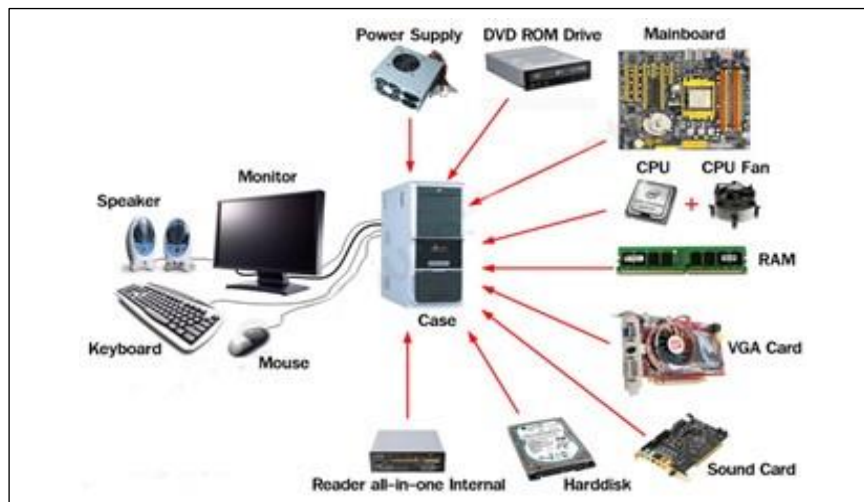 Power Supply
DVD ROM Drive
Mainboard
CPU
CPU Fan
+
Monitor
Speaker
RAM
Case
Keyboard
Mouse
VGA Card
Reader all-in-one Internal
Harddisk
Sound Card